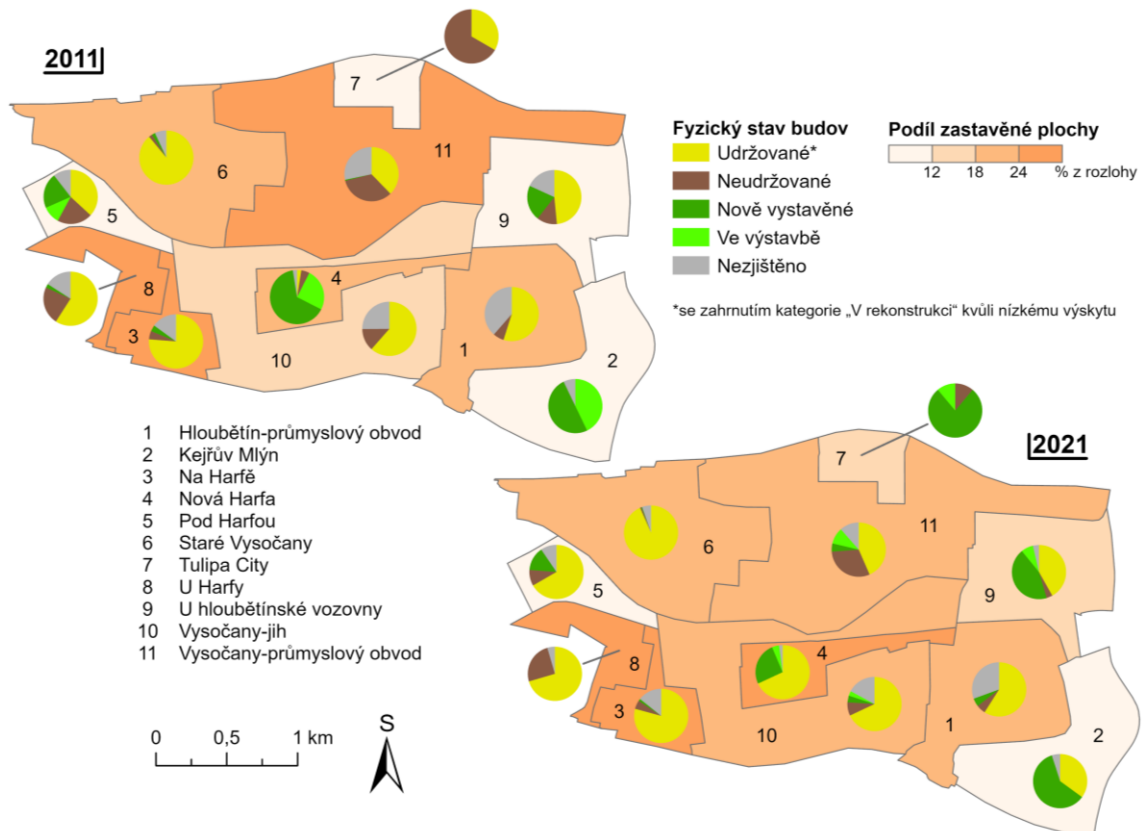 2011
7
6
11
5
9
8
4
3
10
1
2
Fyzický stav budov
Udržované*
Neudržované
Nově vystavěné
Ve výstavbě
Nezjištěno
Podíl zastavěné plochy
12 18 24 % z rozlohy
*se zahrnutím kategorie „V rekonstrukci“ kvůli nízkému výskytu
1 Hloubětín-průmyslový obvod
2 Kejřův Mlýn
3 Na Harfě
4 Nová Harfa
5 Pod Harfou
6 Staré Vysočany
7 Tulipa City
8 U Harfy
9 U hloubětínské vozovny
10 Vysočany-jih
11 Vysočany-průmyslový obvod
S
0 0,5 1 km
2021
7
11
6
5
9
8
4
3
10
1
2